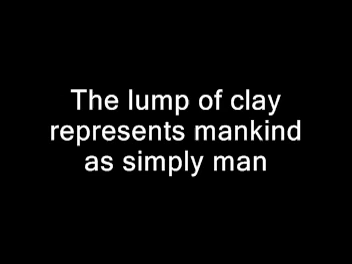 The lump of clay
represents mankind
as simply man